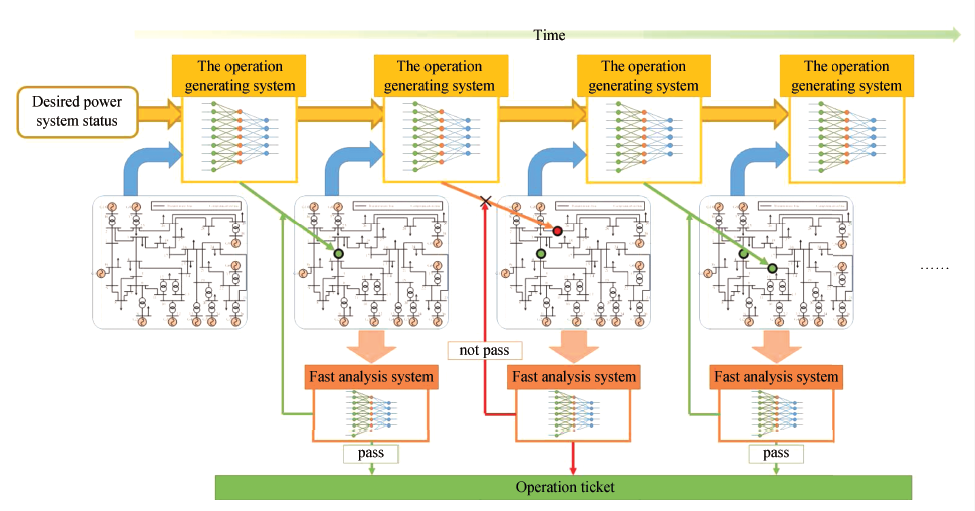 Time
The operation
generating system
The operation
generating system
The operation
generating system
The operation
generating system
Desired power
system status
......
not pass
Fast analysis system
Fast analysis system
Fast analysis system
pass
pass
Operation ticket